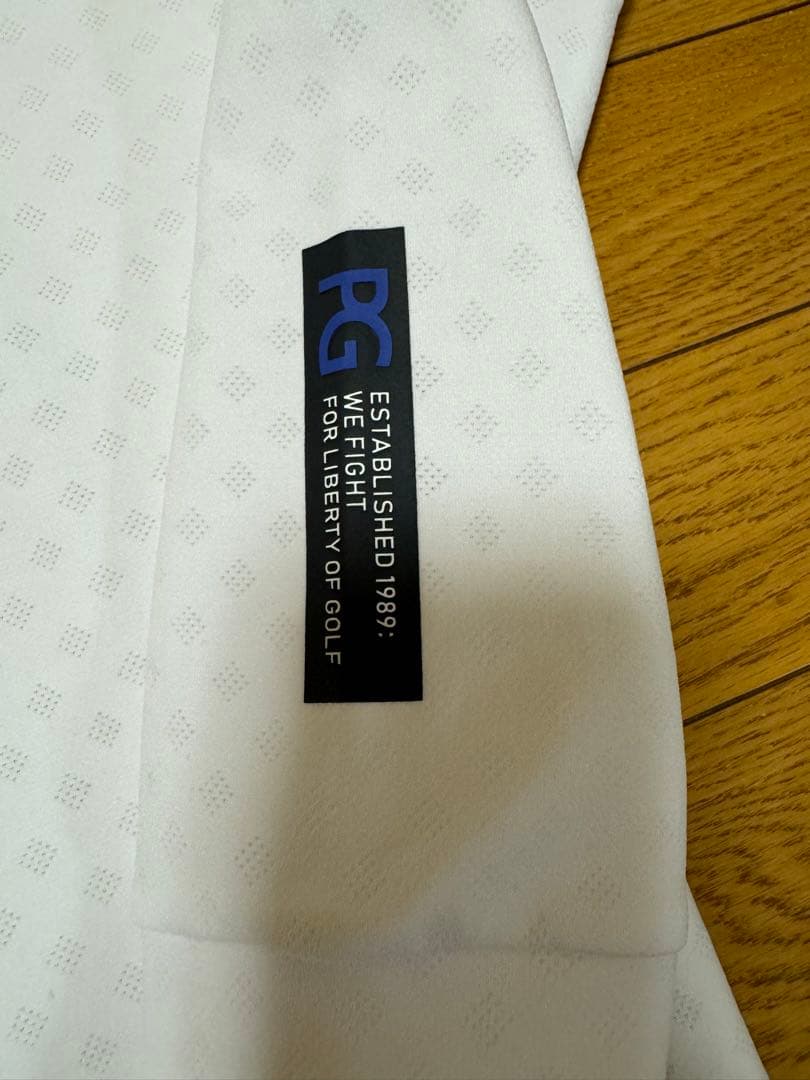 PG
ESTABLISHED 1989:
WE FIGHT
FOR LIBERTY OF GOLF